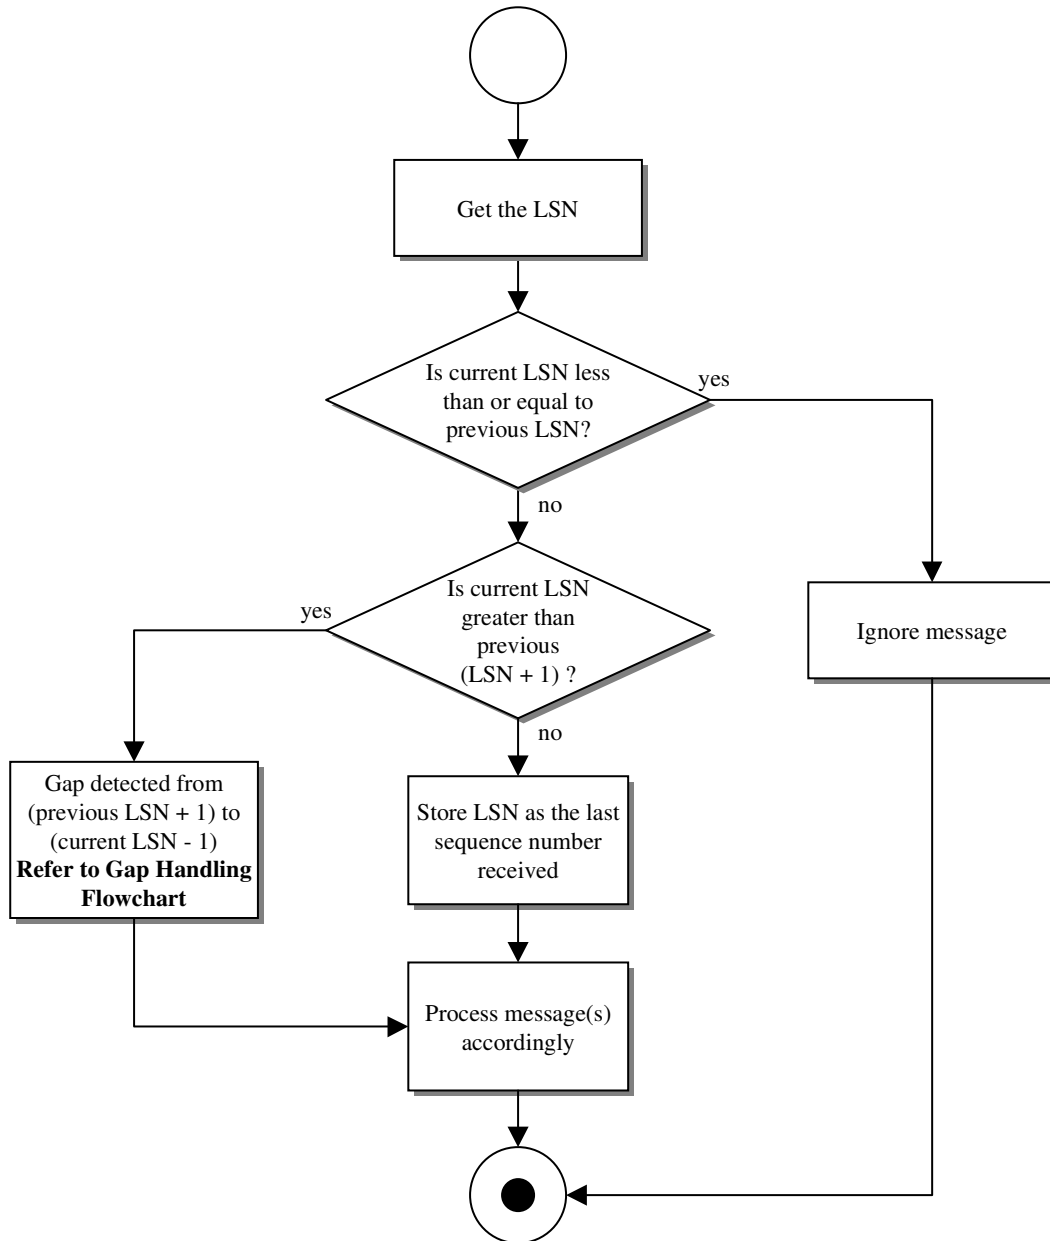 Get the LSN
Is current LSN less
than or equal to
previous LSN?
yes
no
Is current LSN
greater than
previous
(LSN + 1) ?
yes
Ignore message
no
Gap detected from
(previous LSN + 1) to
(current LSN - 1)
Refer to Gap Handling
Flowchart
Store LSN as the last
sequence number
received
Process message(s)
accordingly